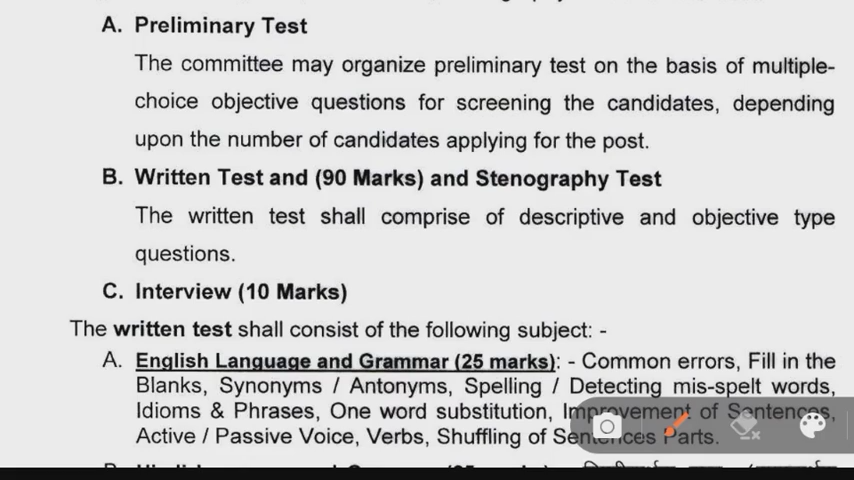 A. Preliminary Test
The committee may organize preliminary test on the basis of multiple-
choice objective questions for screening the candidates, depending
upon the number of candidates applying for the post.
B. Written Test and (90 Marks) and Stenography Test
The written test shall comprise of descriptive and objective type
questions.
C. Interview (10 Marks)
The written test shall consist of the following subject: -
A. English Language and Grammar (25 marks): - Common errors, Fill in the
Blanks, Synonyms / Antonyms, Spelling / Detecting mis-spelt words,
Idioms & Phrases, One word substitution, Improvement of Sentences,
Active / Passive Voice, Verbs, Shuffling of Sentences Parts.